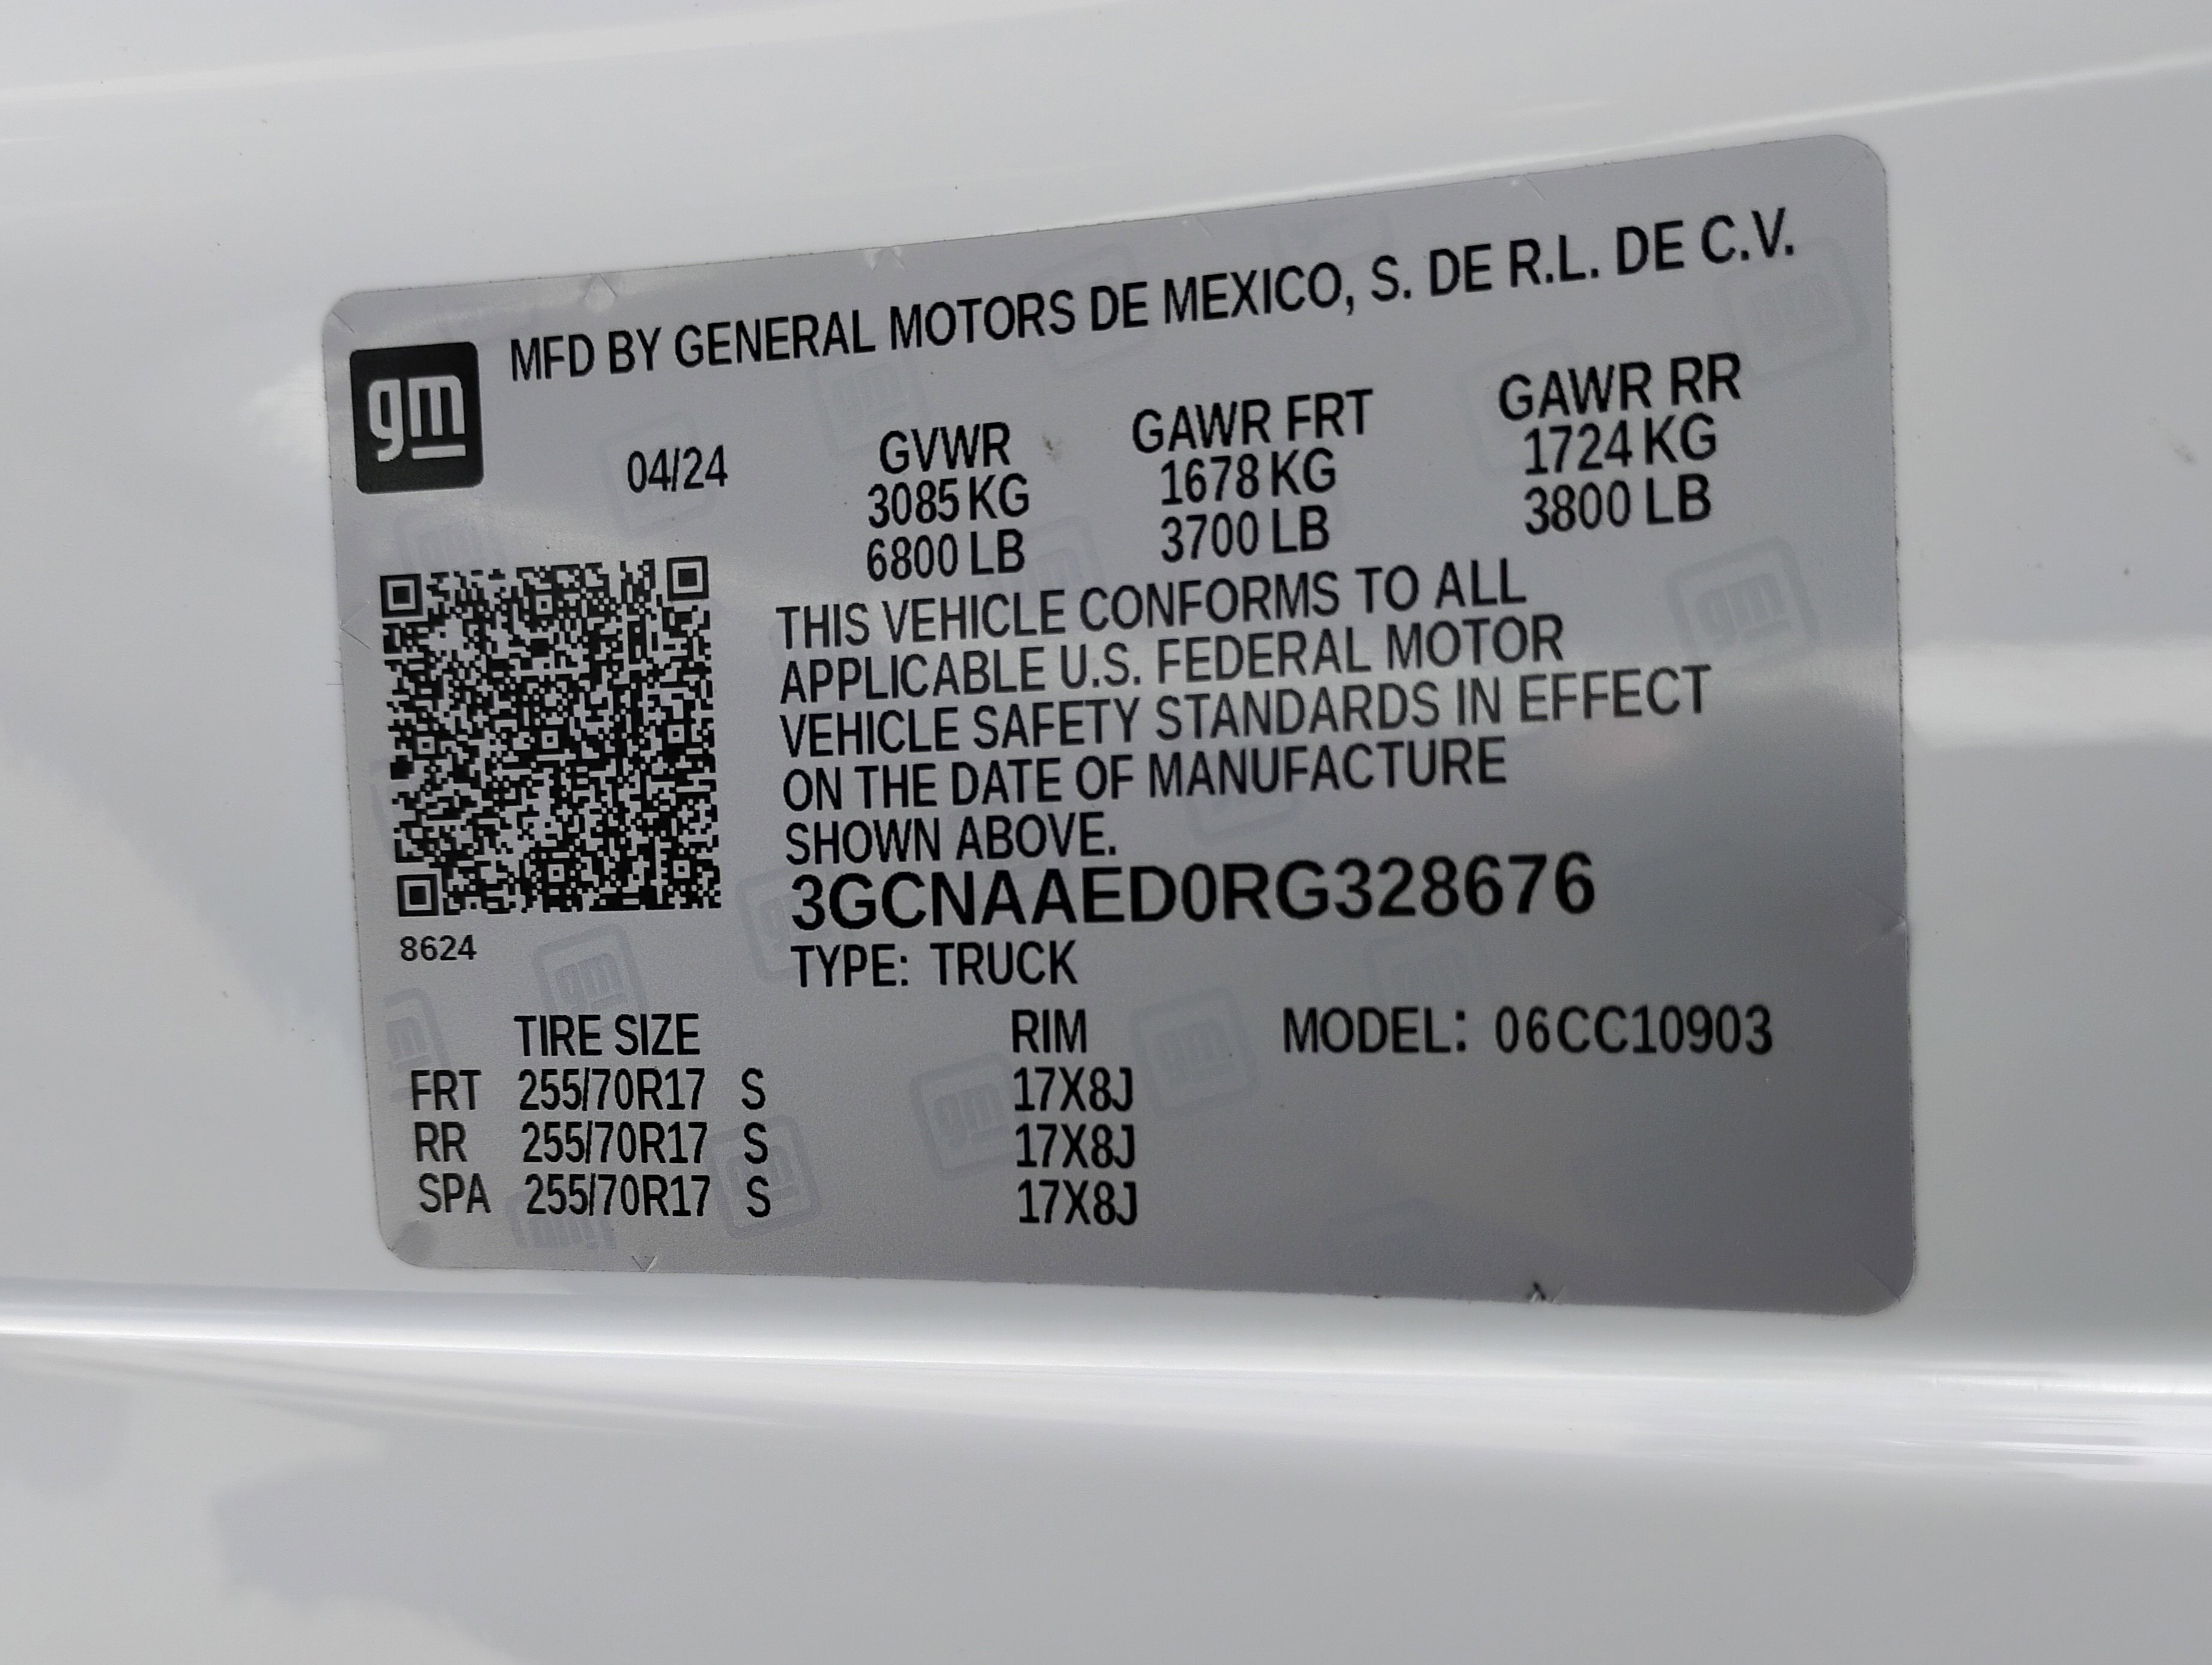 gm
MFD BY GENERAL MOTORS DE MEXICO, S. DE R.L. DE C.V.
04/24 GVWR GAWR FRT GAWR RR
3085 KG 1678 KG 1724 KG
6800 LB 3700 LB 3800 LB
THIS VEHICLE CONFORMS TO ALL
APPLICABLE U.S. FEDERAL MOTOR
VEHICLE SAFETY STANDARDS IN EFFECT
ON THE DATE OF MANUFACTURE
SHOWN ABOVE.
3GCNAAED0RG328676
8624
TYPE: TRUCK
TIRE SIZE RIM MODEL: 06CC10903
FRT 255/70R17 S 17X8J
RR 255/70R17 S 17X8J
SPA 255/70R17 S 17X8J